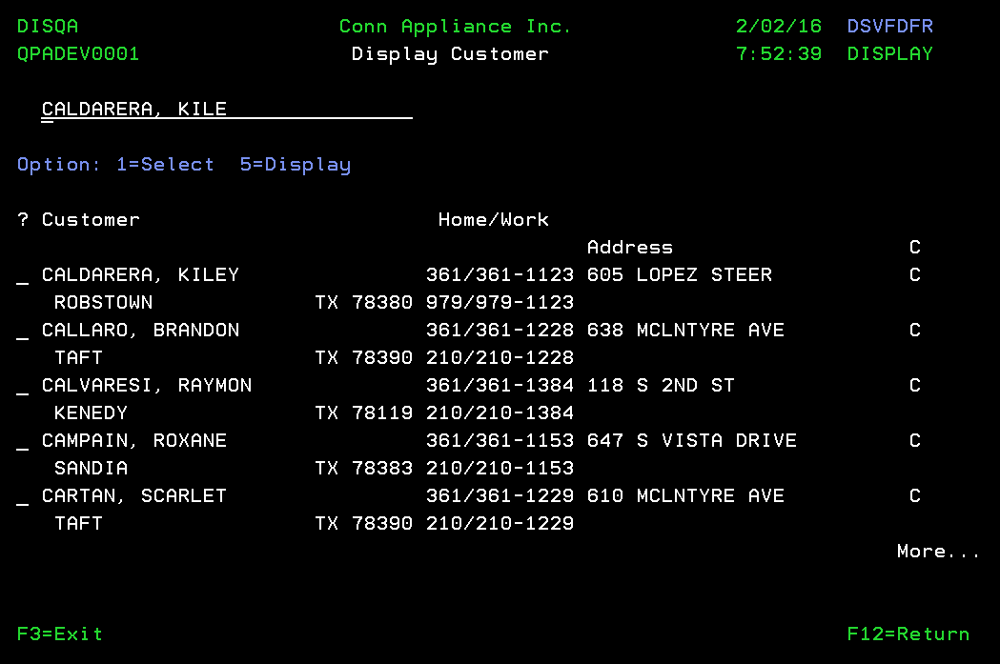 DISQA Conn Appliance Inc. 2/02/16 DSVFDFR
QPADEV0001 Display Customer 7:52:39 DISPLAY
CALDARERA, KILE
Option: 1=Select 5=Display
? Customer Home/Work
Address C
_ CALDARERA, KILEY 361/361-1123 605 LOPEZ STEER C
ROBSTOWN TX 78380 979/979-1123
_ CALLARO, BRANDON 361/361-1228 638 MCLNTYRE AVE C
TAFT TX 78390 210/210-1228
_ CALVARESI, RAYMON 361/361-1384 118 S 2ND ST C
KENEDY TX 78119 210/210-1384
_ CAMPAIN, ROXANE 361/361-1153 647 S VISTA DRIVE C
SANDIA TX 78383 210/210-1153
_ CARTAN, SCARLET 361/361-1229 610 MCLNTYRE AVE C
TAFT TX 78390 210/210-1229
More...
F3=Exit F12=Return